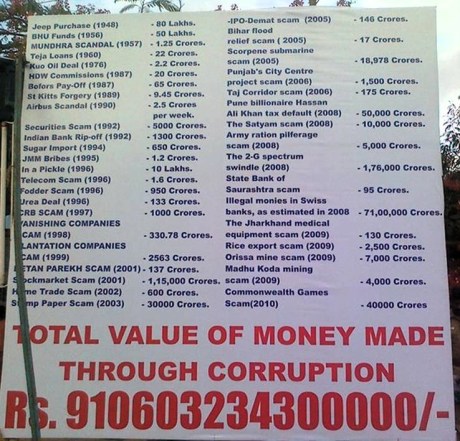 Jeep Purchase (1948) - 80 Lakhs.
BHU Funds (1956) - 50 Lakhs.
MUNDHRA SCANDAL (1957) - 1.25 Crores.
Teja Loans (1960) - 22 Crores.
Kuo Oil Deal (1976) - 2.2 Crores.
HDW Commissions (1987) - 20 Crores.
Bofors Pay-Off (1987) - 65 Crores.
St Kitts Forgery (1989) - 9.45 Crores.
Airbus Scandal (1990) - 2.5 Crores
per week.
Securities Scam (1992) - 5000 Crores.
Indian Bank Rip-off (1992) - 1300 Crores.
Sugar Import (1994) - 650 Crores.
JMM Bribes (1995) - 1.2 Crores.
In a Pickle (1996) - 10 Lakhs.
Telecom Scam (1996) - 1.6 Crores.
Fodder Scam (1996) - 950 Crores.
Urea Deal (1996) - 133 Crores.
CRB SCAM (1997) - 1000 Crores.
VANISHING COMPANIES
SCAM (1998) - 330.78 Crores.
PLANTATION COMPANIES
SCAM (1999) - 2563 Crores.
KETAN PAREKH SCAM (2001) - 137 Crores.
Stockmarket Scam (2001) - 1,15,000 Crores.
Home Trade Scam (2002) - 600 Crores.
Stamp Paper Scam (2003) - 30000 Crores.
-IPO-Demat scam (2005) - 146 Crores.
Bihar flood
relief scam (2005) - 17 Crores.
Scorpene submarine
scam (2005) - 18,978 Crores.
Punjab's City Centre
project scam (2006) - 1,500 Crores.
Taj Corridor scam (2006) - 175 Crores.
Pune billionaire Hassan
Ali Khan tax default (2008) - 50,000 Crores.
The Satyam scam (2008) - 10,000 Crores.
Army ration pilferage
scam (2008) - 5,000 Crores.
The 2-G spectrum
swindle (2008) - 1,76,000 Crores.
State Bank of
Saurashtra scam - 95 Crores.
Illegal monies in Swiss
banks, as estimated in 2008 - 71,00,000 Crores.
The Jharkhand medical
equipment scam (2009) - 130 Crores.
Rice export scam (2009) - 2,500 Crores.
Orissa mine scam (2009) - 7,000 Crores.
Madhu Koda mining
scam (2009) - 4,000 Crores.
Commonwealth Games
Scam(2010) - 40000 Crores
TOTAL VALUE OF MONEY MADE
THROUGH CORRUPTION
RS. 910603234300000/-